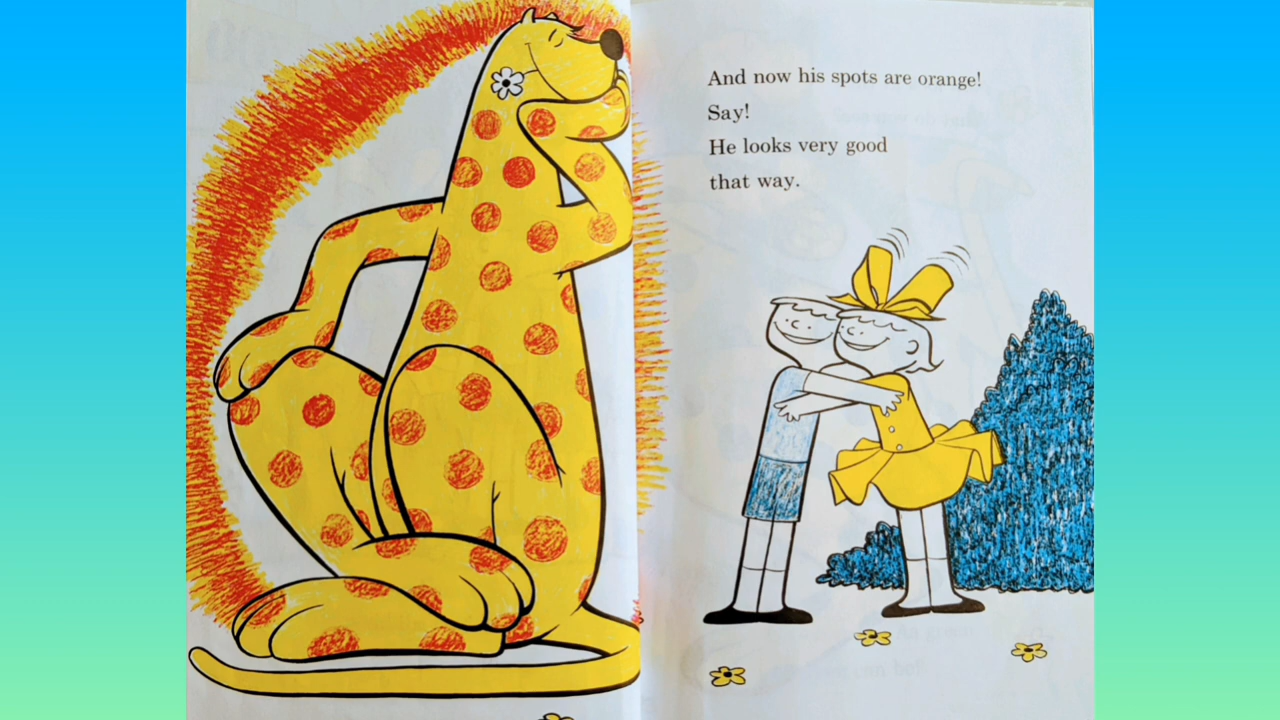 And now his spots are orange!
Say!
He looks very good
that way.